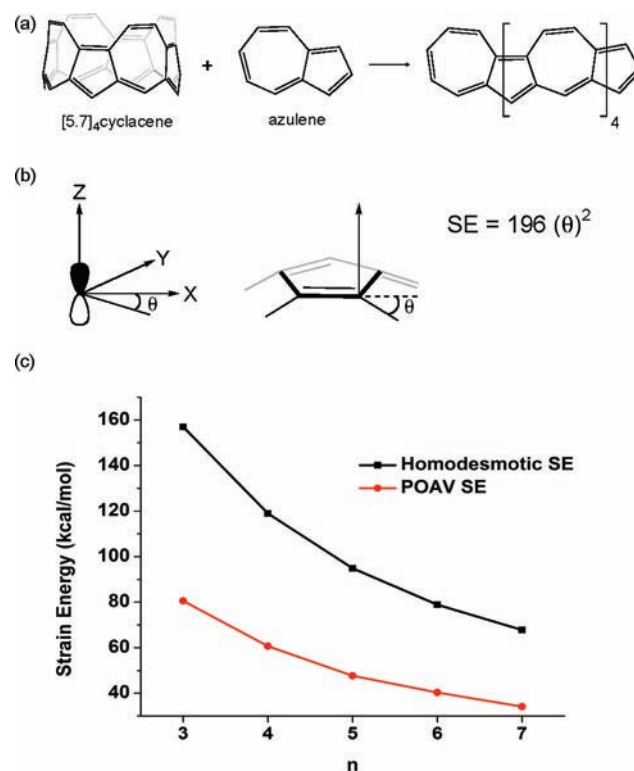 (a)
+
[5.7]₄cyclacene
azulene
4
(b)
Z
Y
X
θ
θ
SE = 196 (θ)²
(c)
Strain Energy (kcal/mol)
160
140
120
100
80
60
40
Homodesmotic SE
POAV SE
3 4 5 6 7
n